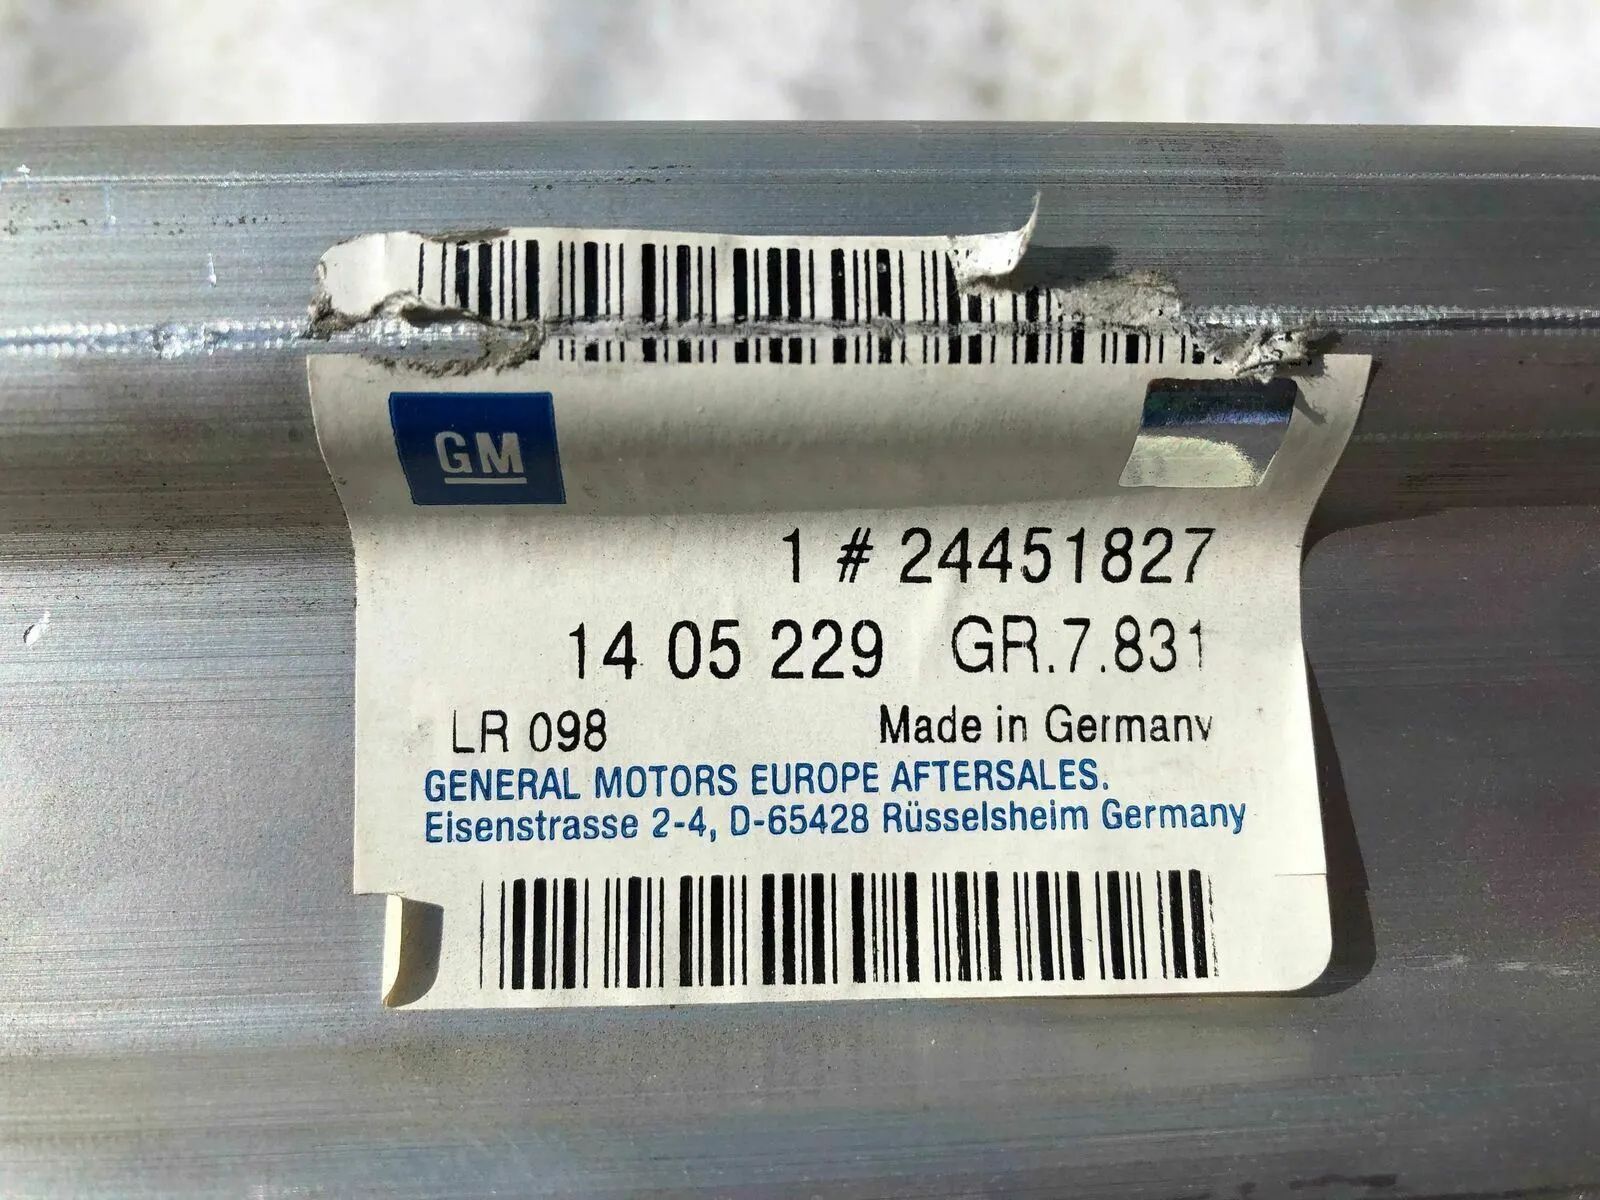 GM
1 # 24451827
14 05 229 GR.7.831
LR 098 Made in Germany
GENERAL MOTORS EUROPE AFTERSALES.
Eisenstrasse 2-4, D-65428 Rüsselsheim Germany